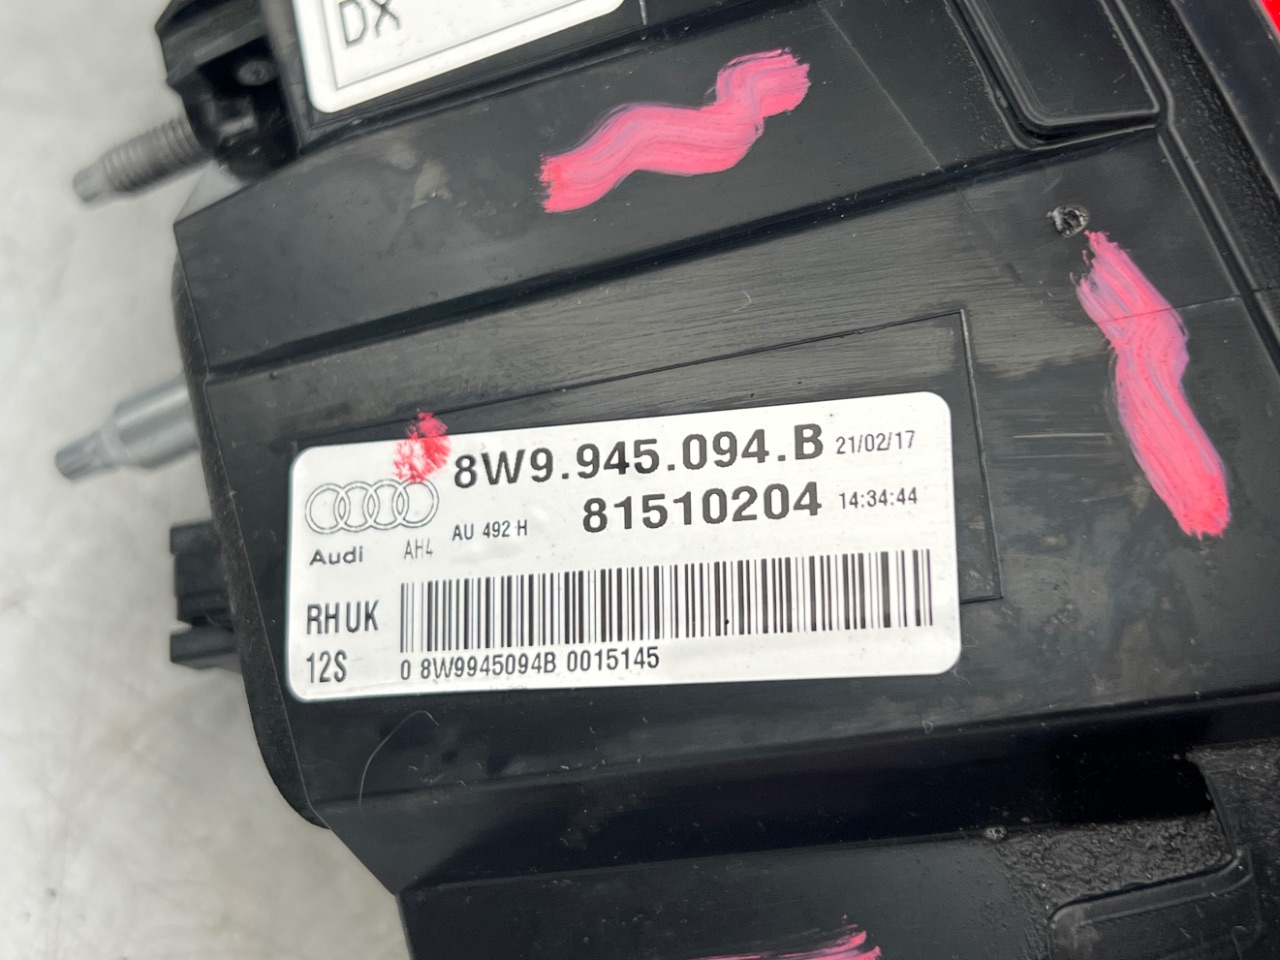 DX
8W9.945.094.B 21/02/17
AU 492 H 81510204 14:34:44
Audi AH4
RH UK
12S 0 8W9945094B 0015145